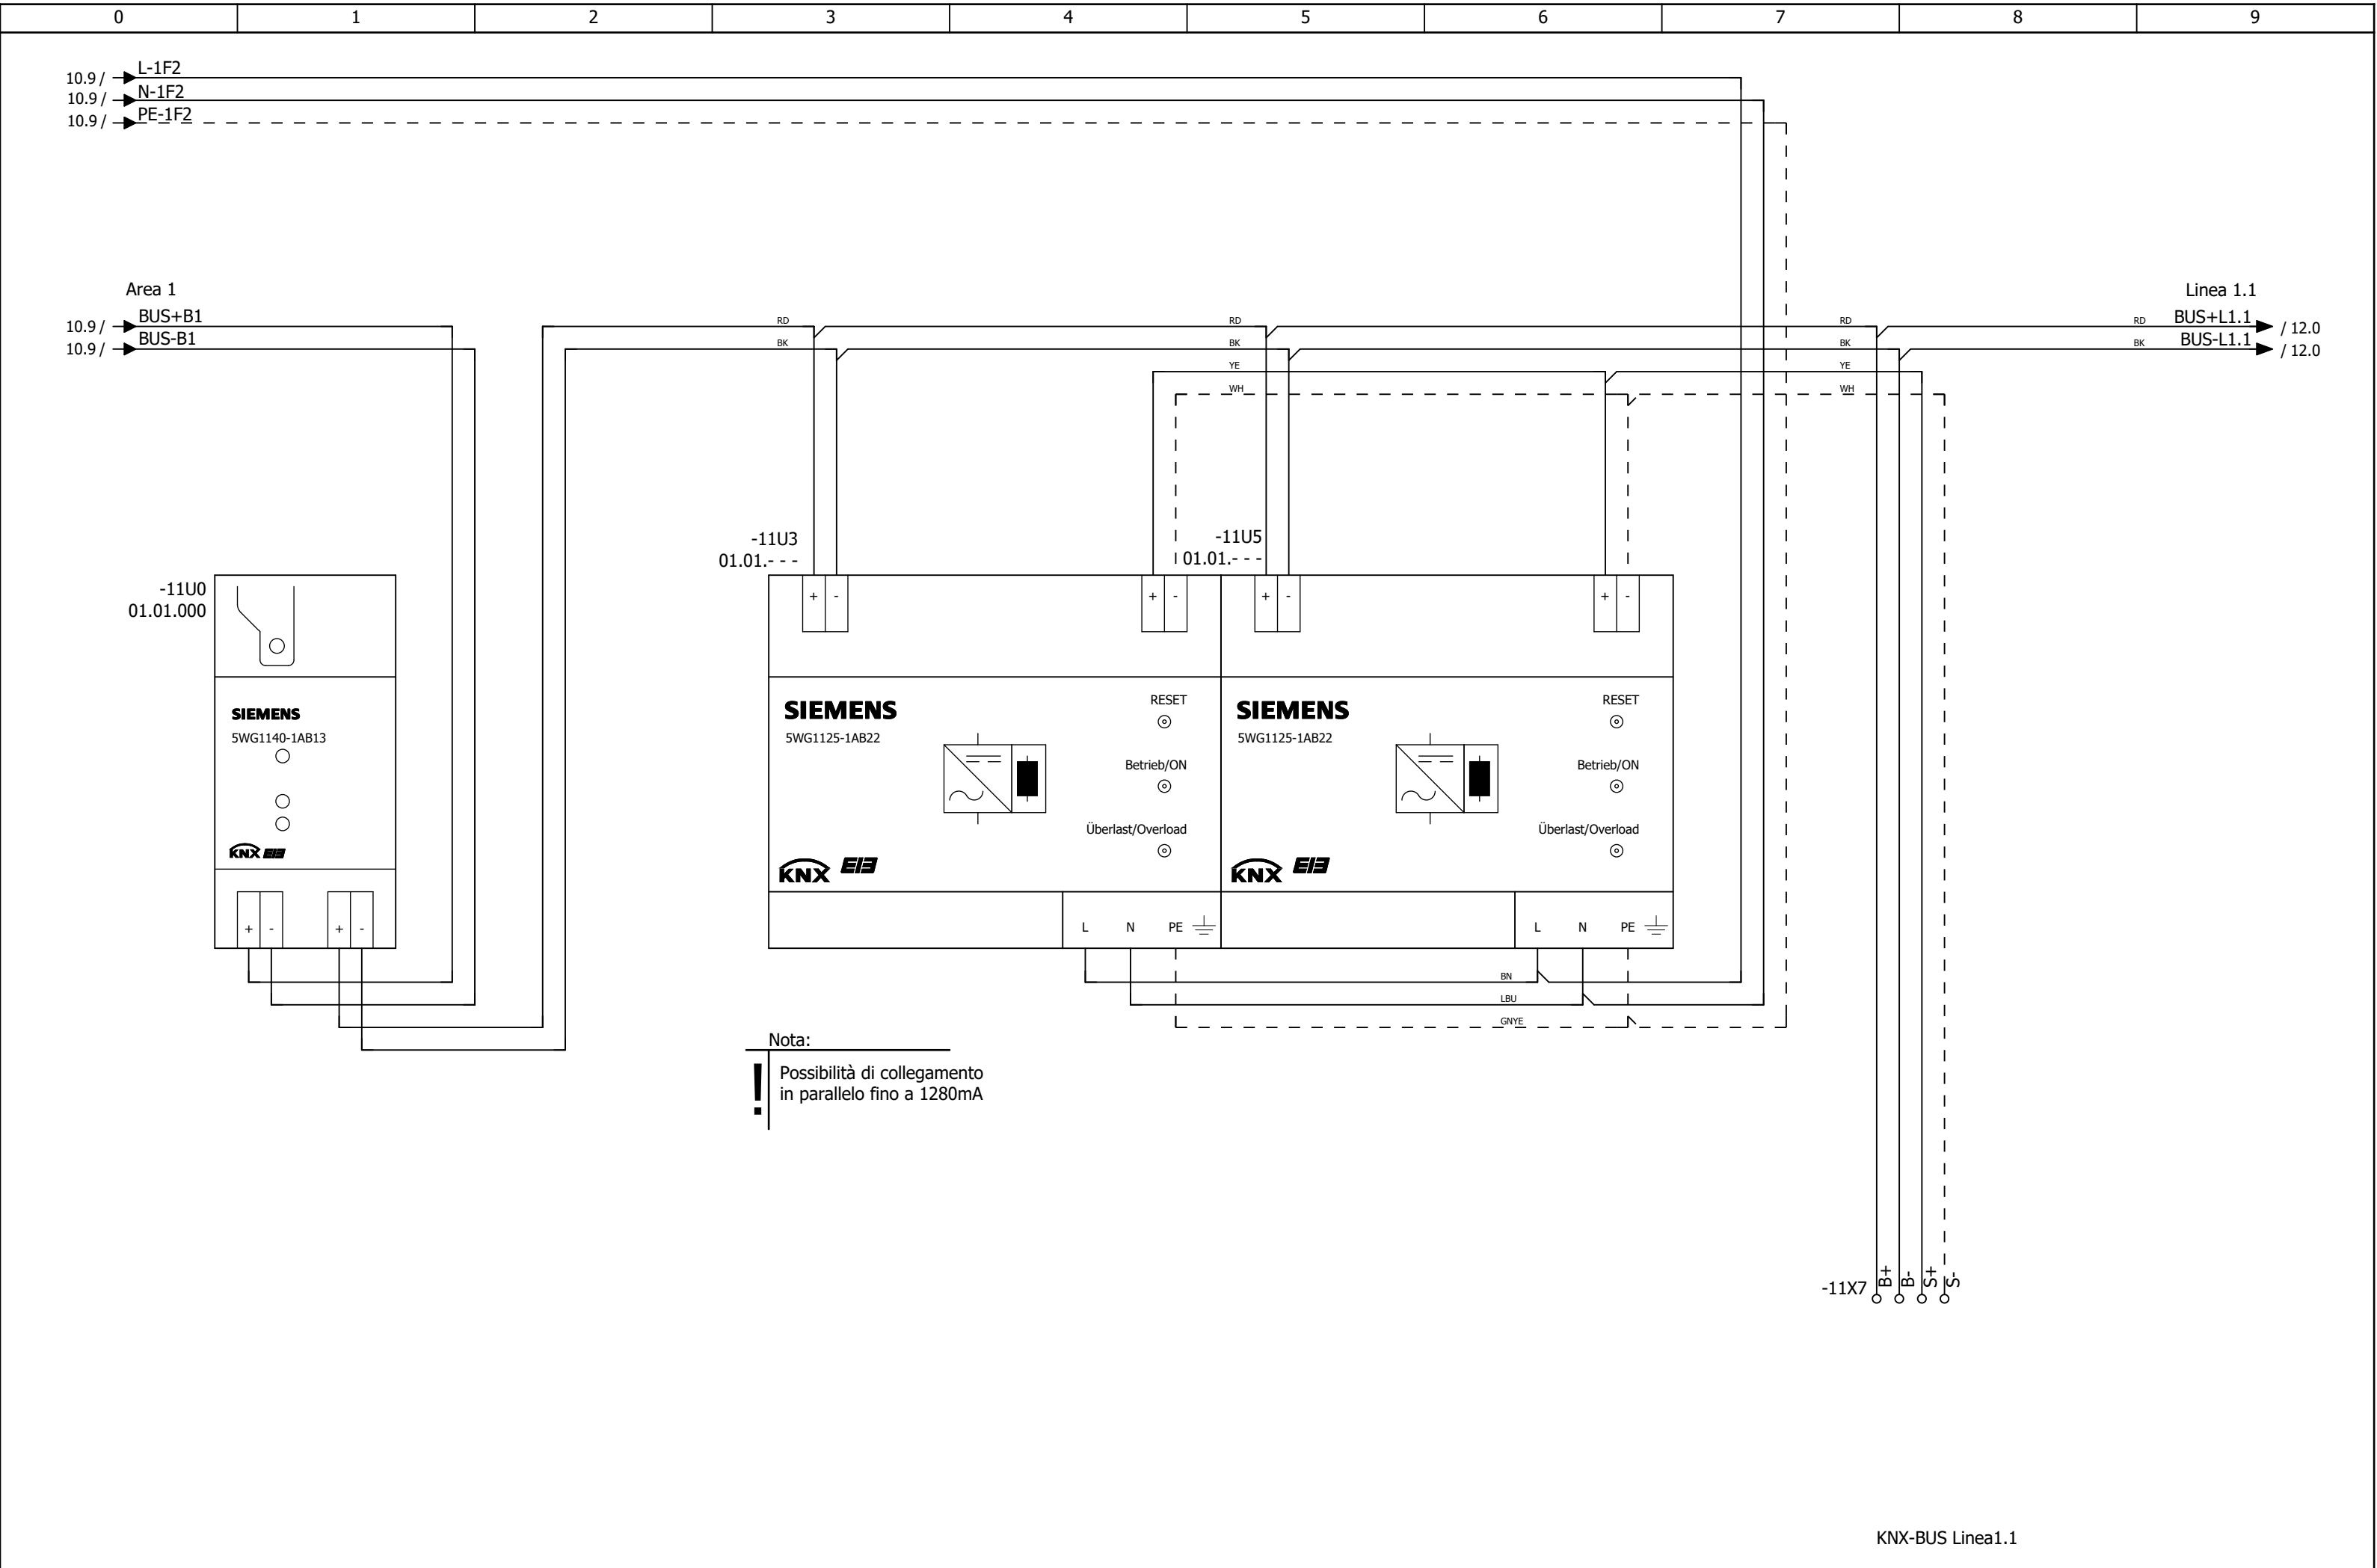 0 1 2 3 4 5 6 7 8 9
10.9 / L-1F2
10.9 / N-1F2
10.9 / PE-1F2
Area 1
Linea 1.1
10.9 / BUS+B1
RD RD RD RD BUS+L1.1 / 12.0
10.9 / BUS-B1
BK BK BK BK BUS-L1.1 / 12.0
YE YE
WH WH
-11U3
01.01.- - -
-11U5
01.01.- - -
-11U0
01.01.000
+ - + - + - + -
SIEMENS
5WG1140-1AB13
KNX EIB
+ - + -
SIEMENS
5WG1125-1AB22
RESET
Betrieb/ON
Überlast/Overload
KNX EIB
L N PE
SIEMENS
5WG1125-1AB22
RESET
Betrieb/ON
Überlast/Overload
KNX EIB
L N PE
BN
LBU
GNYE
Nota:
!
Possibilità di collegamento
in parallelo fino a 1280mA
-11X7 B+ B- S+ S-
KNX-BUS Linea1.1